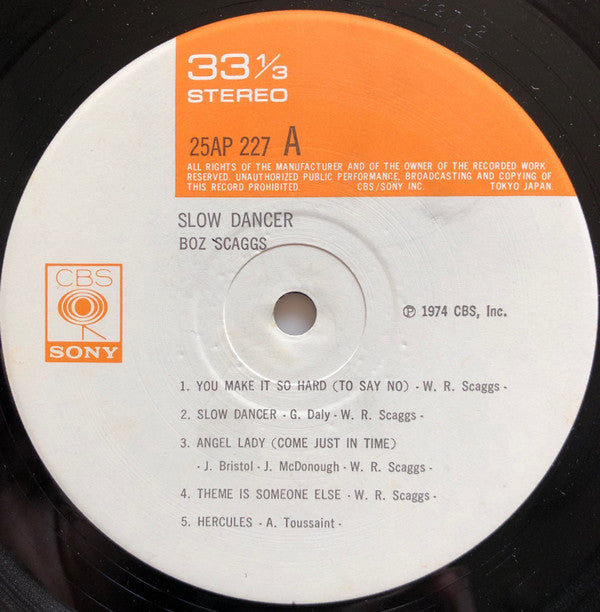 33 1/3
STEREO
25AP 227 A
ALL RIGHTS OF THE MANUFACTURER AND OF THE OWNER OF THE RECORDED WORK
RESERVED. UNAUTHORIZED PUBLIC PERFORMANCE, BROADCASTING AND COPYING OF
THIS RECORD PROHIBITED. CBS/SONY INC. TOKYO JAPAN.
SLOW DANCER
BOZ SCAGGS
CBS
SONY
℗ 1974 CBS, Inc.
1. YOU MAKE IT SO HARD (TO SAY NO) - W. R. Scaggs -
2. SLOW DANCER - G. Daly - W. R. Scaggs -
3. ANGEL LADY (COME JUST IN TIME)
- J. Bristol - J. McDonough - W. R. Scaggs -
4. THEME IS SOMEONE ELSE - W. R. Scaggs -
5. HERCULES - A. Toussaint -